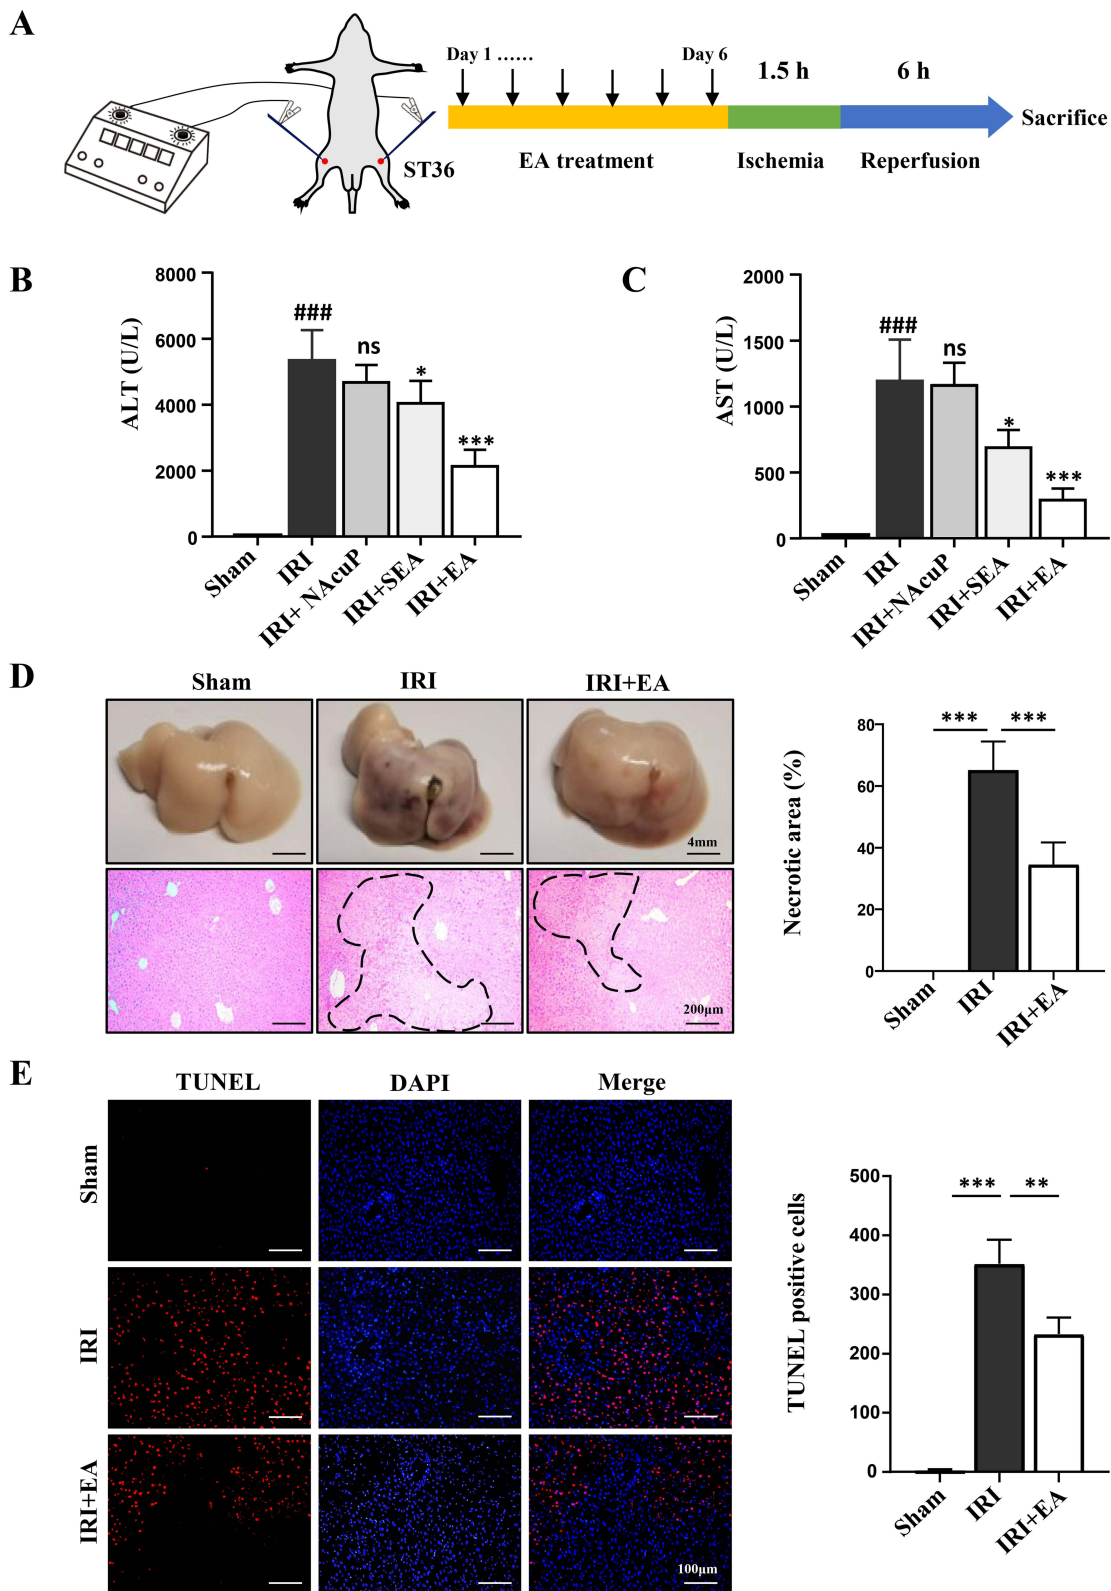 A
Day 1 ......
Day 6
1.5 h
6 h
Sacrifice
ST36
EA treatment
Ischemia
Reperfusion
B
ALT (U/L)
8000
6000
4000
2000
0
###
ns
*
***
Sham
IRI
IRI+ NAcuP
IRI+SEA
IRI+EA
C
AST (U/L)
2000
1500
1000
500
0
###
ns
*
***
Sham
IRI
IRI+NAcuP
IRI+SEA
IRI+EA
D
Sham
IRI
IRI+EA
4mm
200μm
Necrotic area (%)
80
60
40
20
0
***
***
Sham
IRI
IRI+EA
E
TUNEL
DAPI
Merge
Sham
IRI
IRI+EA
100μm
TUNEL positive cells
500
400
300
200
100
0
***
**
Sham
IRI
IRI+EA